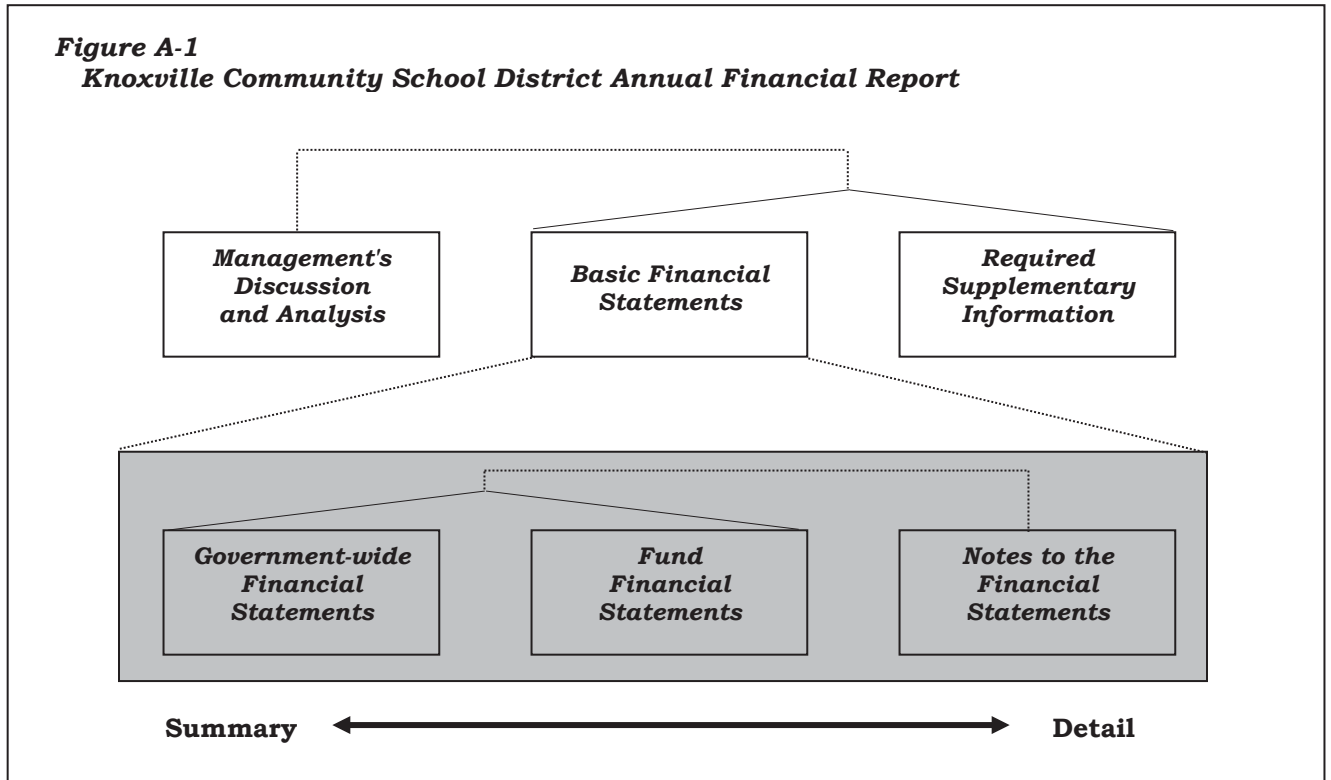 Figure A-1
Knoxville Community School District Annual Financial Report
Management's
Discussion
and Analysis
Basic Financial
Statements
Required
Supplementary
Information
Government-wide
Financial
Statements
Fund
Financial
Statements
Notes to the
Financial
Statements
Summary
Detail